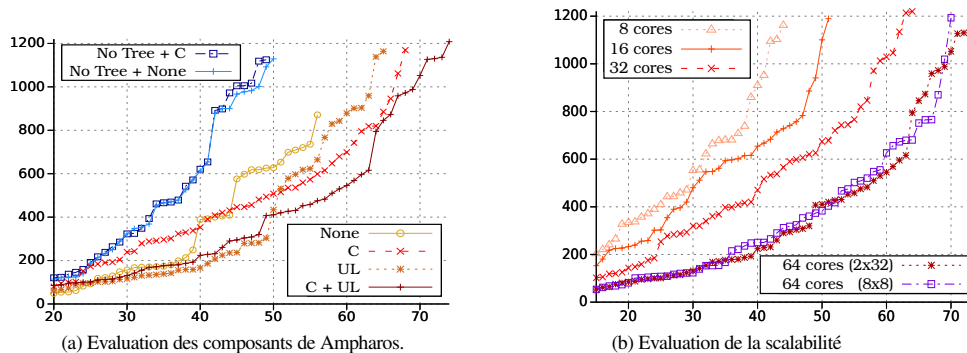 1200
1000
800
600
400
200
0
20 30 40 50 60 70
No Tree + C
No Tree + None
None
C
UL
C + UL
(a) Evaluation des composants de Ampharos.
1200
1000
800
600
400
200
0
20 30 40 50 60 70
8 cores
16 cores
32 cores
64 cores (2x32)
64 cores (8x8)
(b) Evaluation de la scalabilité